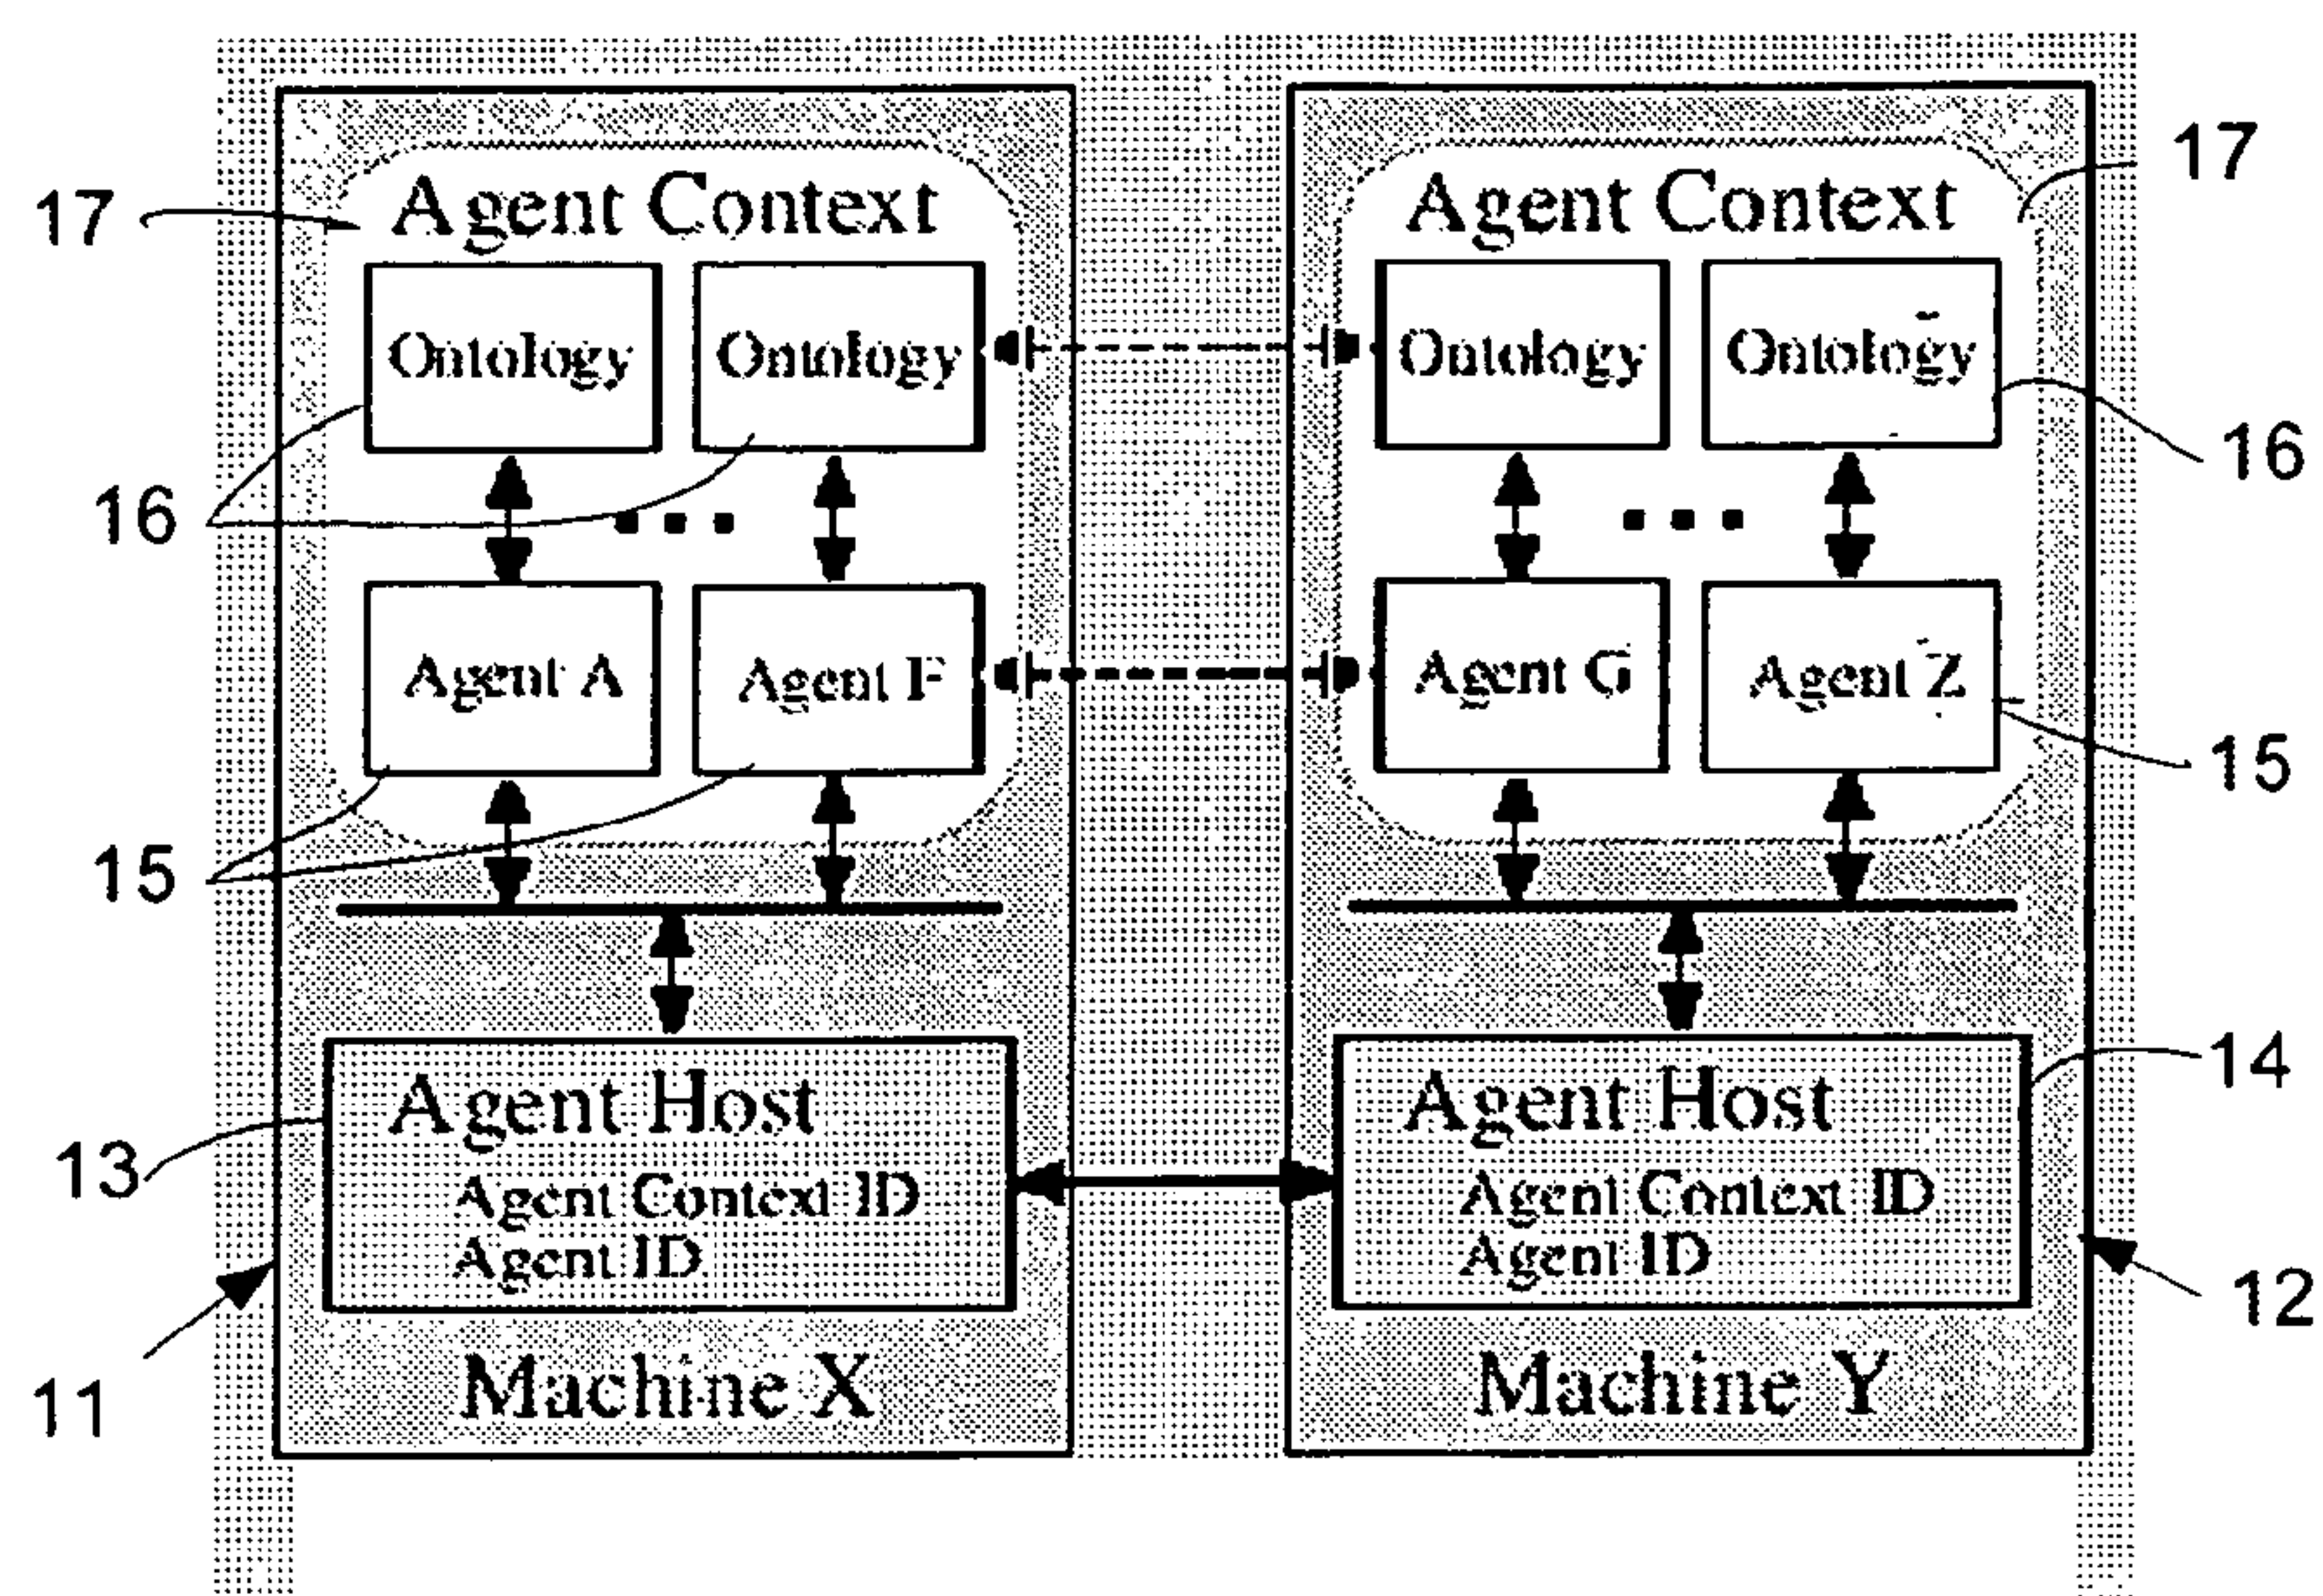 17
Agent Context
Ontology
Ontology
16
Agent A
Agent F
15
Agent Host
13
Agent Context ID
Agent ID
11
Machine X
17
Agent Context
Ontology
Ontology
16
Agent G
Agent Z
15
14
Agent Host
Agent Context ID
Agent ID
12
Machine Y